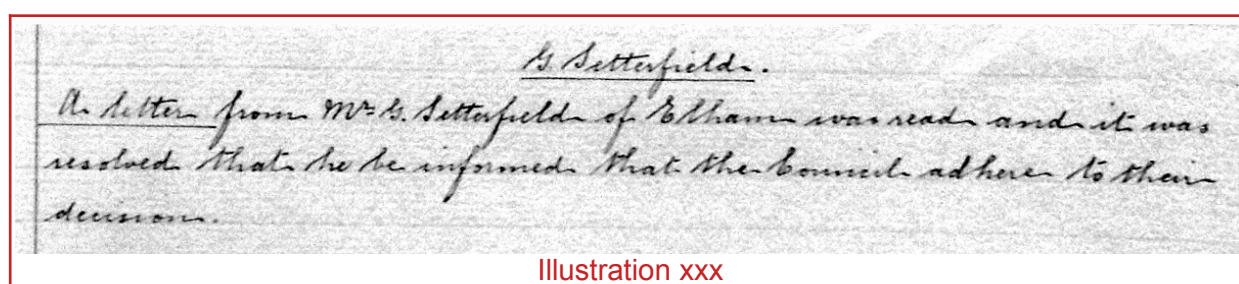 G Setterfield.
A letter from Mr G. Setterfield of Elham was read and it was
resolved that he be informed that the Council adhere to their
decision.
Illustration xxx